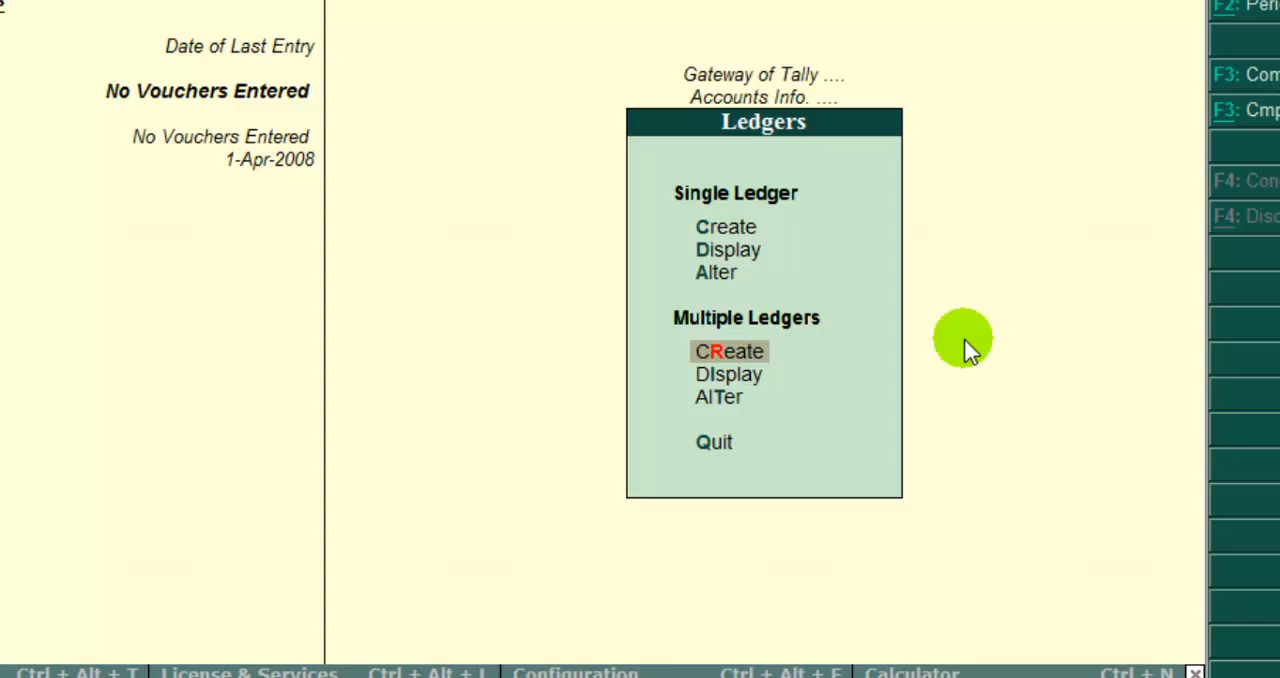 Date of Last Entry
No Vouchers Entered
No Vouchers Entered
1-Apr-2008
Gateway of Tally ....
Accounts Info. ....
Ledgers
Single Ledger
Create
Display
Alter
Multiple Ledgers
CReate
DIsplay
AlTer
Quit
F2: Peri
F3: Com
F3: Cmp
F4: Con
F4: Disc
Ctrl + Alt + T
License & Services
Ctrl + Alt + L
Configuration
Ctrl + Alt + F
Calculator
Ctrl + N